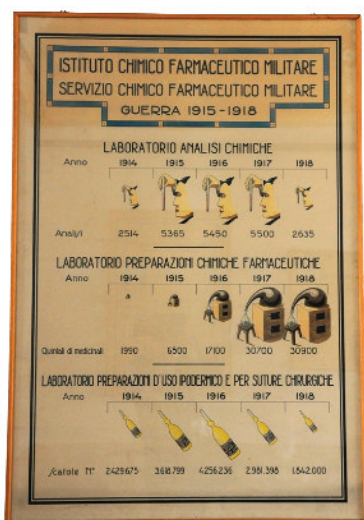 ISTITUTO CHIMICO FARMACEUTICO MILITARE
SERVIZIO CHIMICO FARMACEUTICO MILITARE
GUERRA 1915-1918
LABORATORIO ANALISI CHIMICHE
Anno 1914 1915 1916 1917 1918
Analisi 2514 5365 5450 5500 2635
LABORATORIO PREPARAZIONI CHIMICHE FARMACEUTICHE
Anno 1914 1915 1916 1917 1918
Quintali di medicinali 1990 6500 17100 30700 30900
LABORATORIO PREPARAZIONI D'USO IPODERMICO E PER SUTURE CHIRURGICHE
Anno 1914 1915 1916 1917 1918
Scatole N° 2.429.675 3.618.799 4.256.236 2.981.398 1.842.000